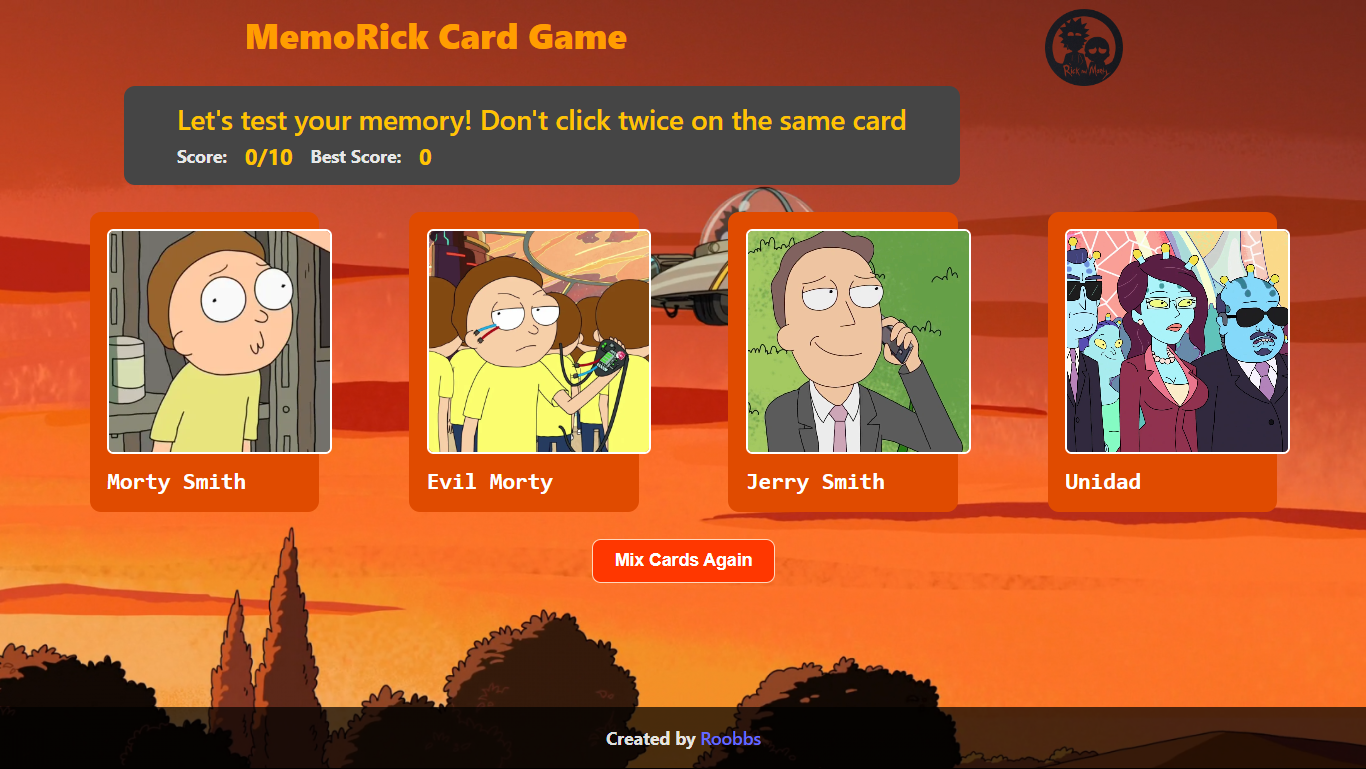 MemoRick Card Game
Rick and Morty
Let's test your memory! Don't click twice on the same card
Score: 0/10 Best Score: 0
Morty Smith
Evil Morty
Jerry Smith
Unidad
Mix Cards Again
Created by Roobbs